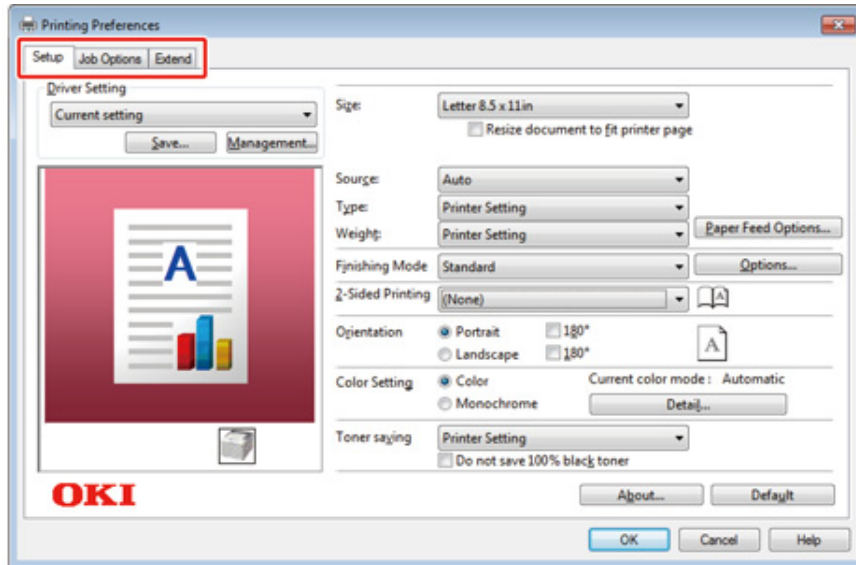 Printing Preferences
Setup Job Options Extend
Driver Setting
Current setting
Save... Management...
A
OKI
Size: Letter 8.5 x 11in
Resize document to fit printer page
Source: Auto
Type: Printer Setting
Weight: Printer Setting Paper Feed Options...
Finishing Mode Standard Options...
2-Sided Printing (None) A
Orientation Portrait 180°
Landscape 180°
A
Color Setting Color Current color mode : Automatic
Monochrome Detail...
Toner saving Printer Setting
Do not save 100% black toner
About... Default
OK Cancel Help